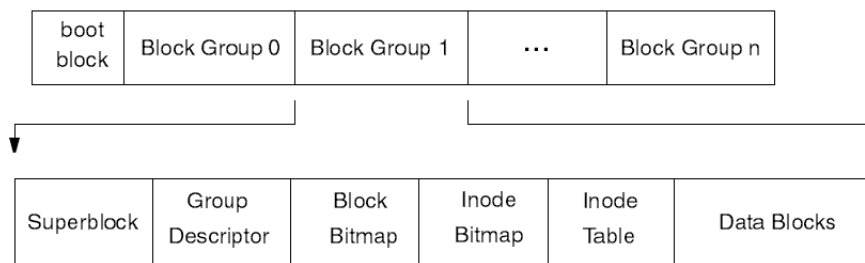 boot
block
Block Group 0
Block Group 1
...
Block Group n
Superblock
Group
Descriptor
Block
Bitmap
Inode
Bitmap
Inode
Table
Data Blocks